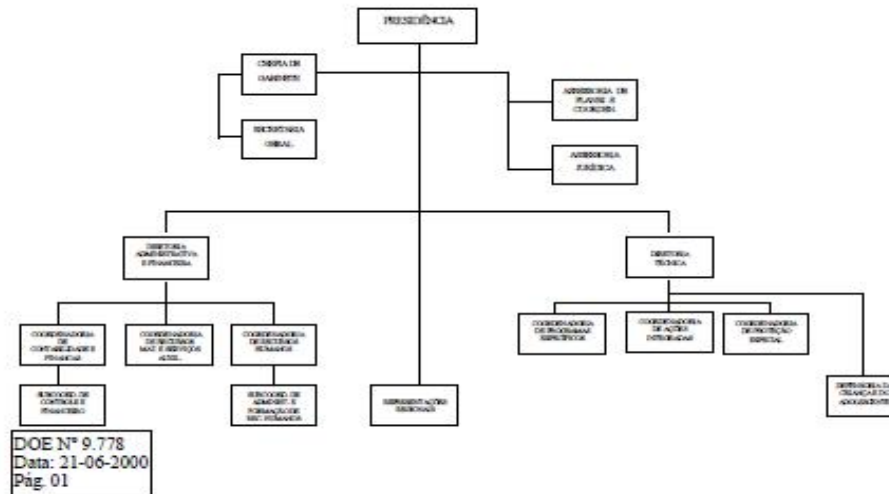 PRESIDÊNCIA
CHEFIA DE
GABINETE
ASSESSORIA DE
PLANEJ. E
COORDEN.
SECRETARIA
GERAL
ASSESSORIA
JURÍDICA
DIRETORIA
ADMINISTRATIVA
E FINANCEIRA
DIRETORIA
TÉCNICA
COORDENADORIA
DE
CONTABILIDADE E
FINANÇAS
COORDENADORIA
DE RECURSOS
MAT. E SERVIÇOS
AUXIL.
COORDENADORIA
DE RECURSOS
HUMANOS
COORDENADORIA
DE PROGRAMAS
ESPECÍFICOS
COORDENADORIA
DE AÇÕES
INTEGRADAS
COORDENADORIA
DE PROTEÇÃO
ESPECIAL
SUBCOORD. DE
CONTROLE E
FINANCEIRO
SUBCOORD. DE
ADMINIST. E
FORMAÇÃO DE
REC. HUMANOS
REPRESENTAÇÕES
REGIONAIS
DEFENSORIA DA
CRIANÇA E DO
ADOLESCENTE
DOE Nº 9.778
Data: 21-06-2000
Pág. 01